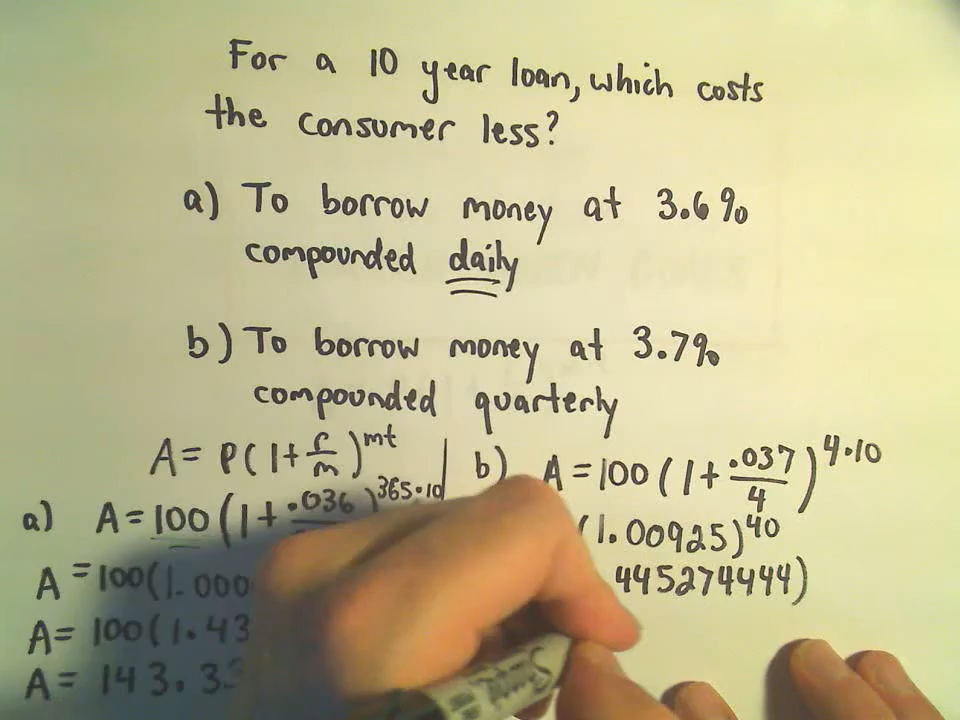 For a 10 year loan, which costs
the consumer less?
a) To borrow money at 3.6%
compounded daily
b) To borrow money at 3.7%
compounded quarterly
A = P(1+r/m)^mt
a) A = 100(1+.036
365·10
A = 100(1.000
A = 100(1.43
A = 143.33
b) A = 100(1+.037/4)^4·10
(1.00925)^40
445274444)